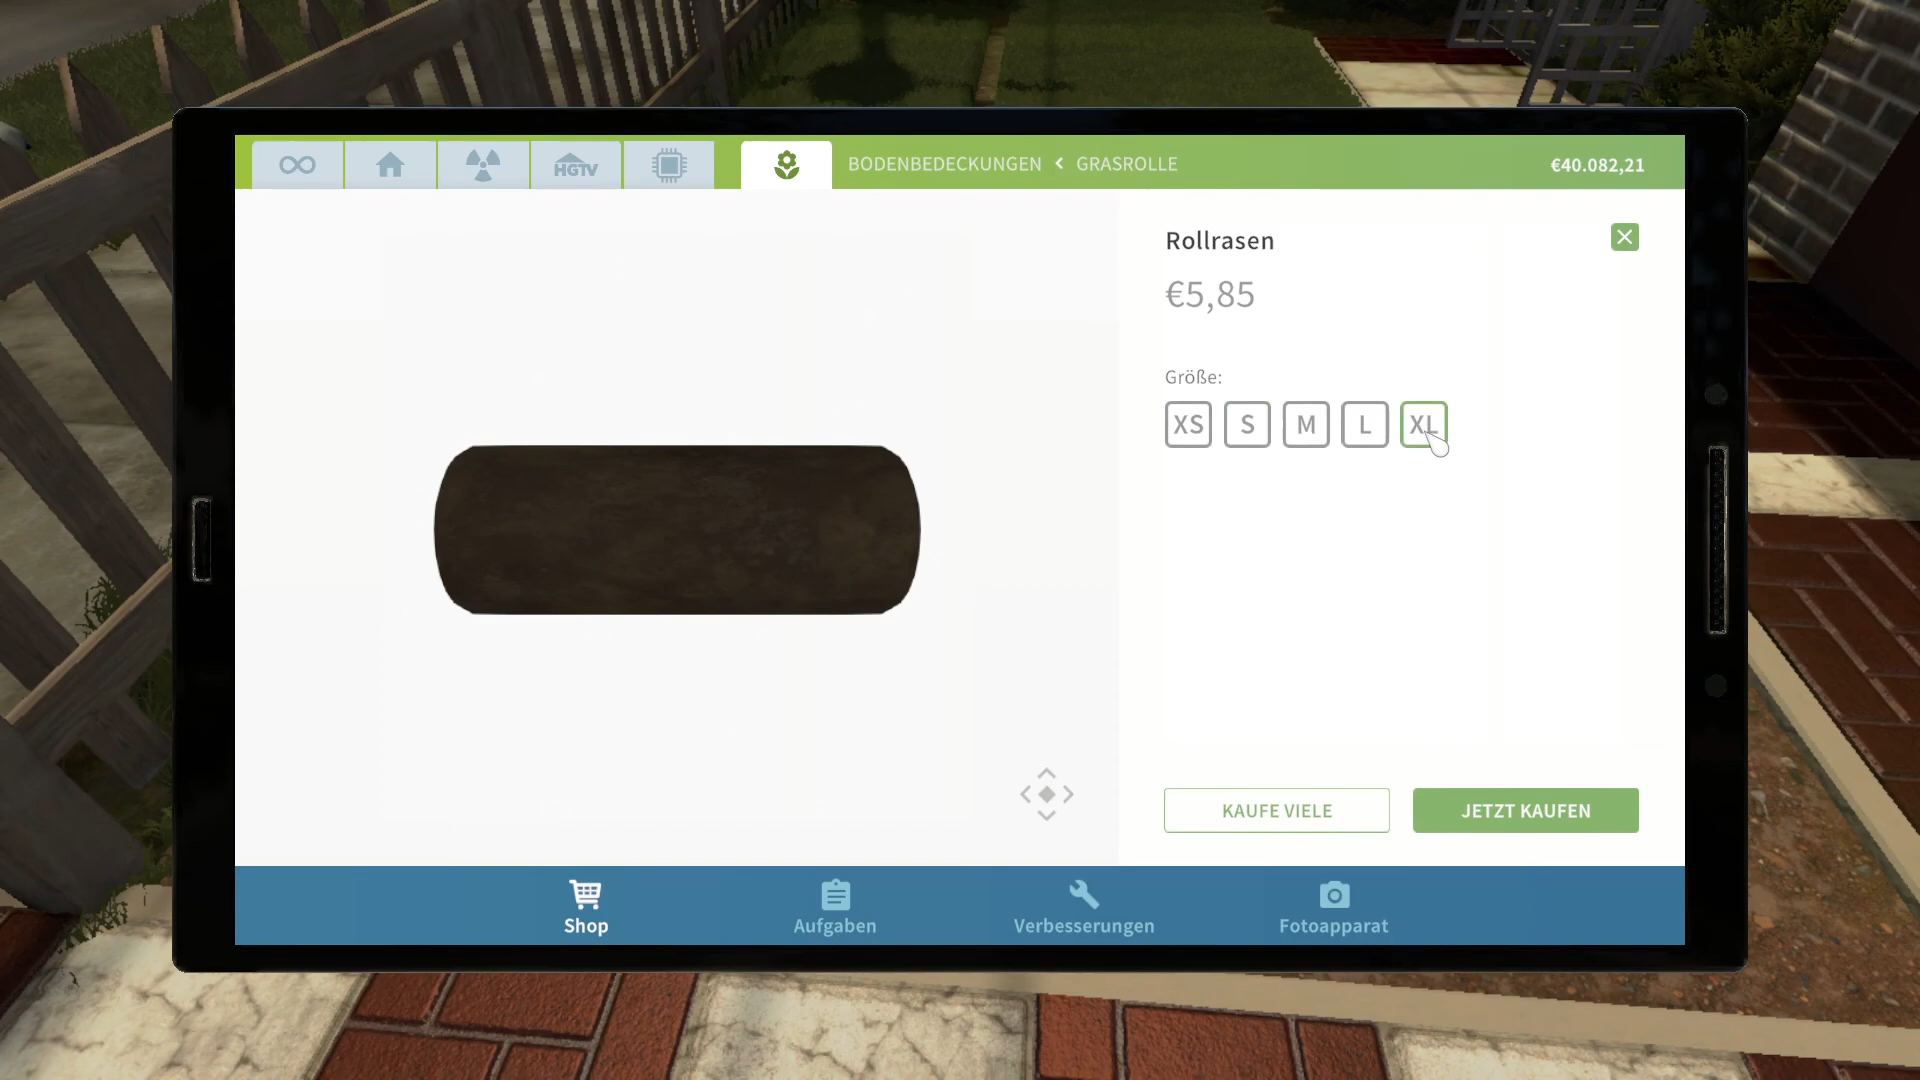 HGTV
BODENBEDECKUNGEN < GRASROLLE
€40.082,21
Rollrasen
€5,85
Größe:
XS S M L XL
KAUFE VIELE
JETZT KAUFEN
Shop
Aufgaben
Verbesserungen
Fotoapparat